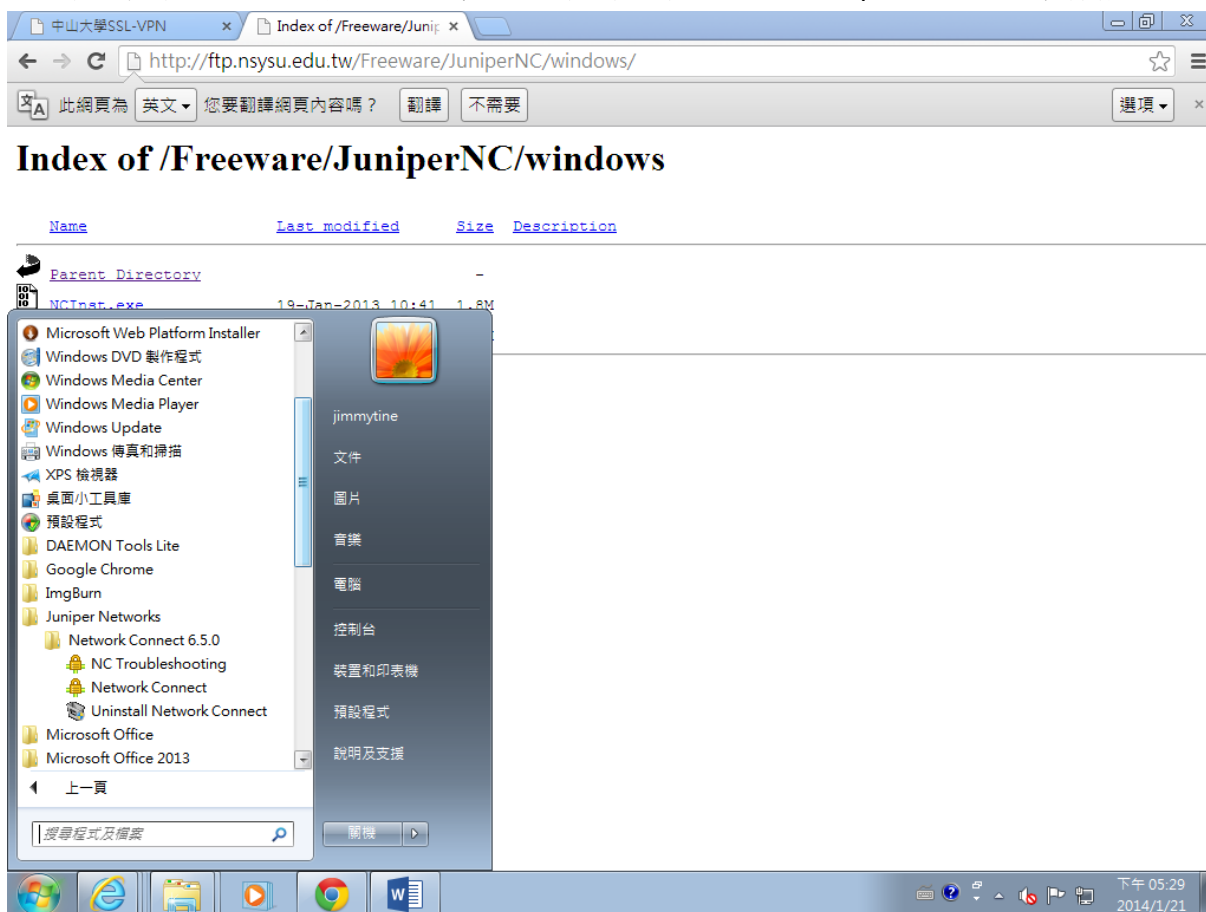 中山大學SSL-VPN
Index of /Freeware/Junip
http://ftp.nsysu.edu.tw/Freeware/JuniperNC/windows/
此網頁為 英文 您要翻譯網頁內容嗎？ 翻譯 不需要 選項
Index of /Freeware/JuniperNC/windows
Name Last modified Size Description
Parent Directory -
NCInst.exe 19-Jan-2013 10:41 1.8M
Microsoft Web Platform Installer
Windows DVD 製作程式
Windows Media Center
Windows Media Player
Windows Update
Windows 傳真和掃描
XPS 檢視器
桌面小工具庫
預設程式
DAEMON Tools Lite
Google Chrome
ImgBurn
Juniper Networks
Network Connect 6.5.0
NC Troubleshooting
Network Connect
Uninstall Network Connect
Microsoft Office
Microsoft Office 2013
上一頁
搜尋程式及檔案
jimmytine
文件
圖片
音樂
電腦
控制台
裝置和印表機
預設程式
說明及支援
關機
下午 05:29
2014/1/21